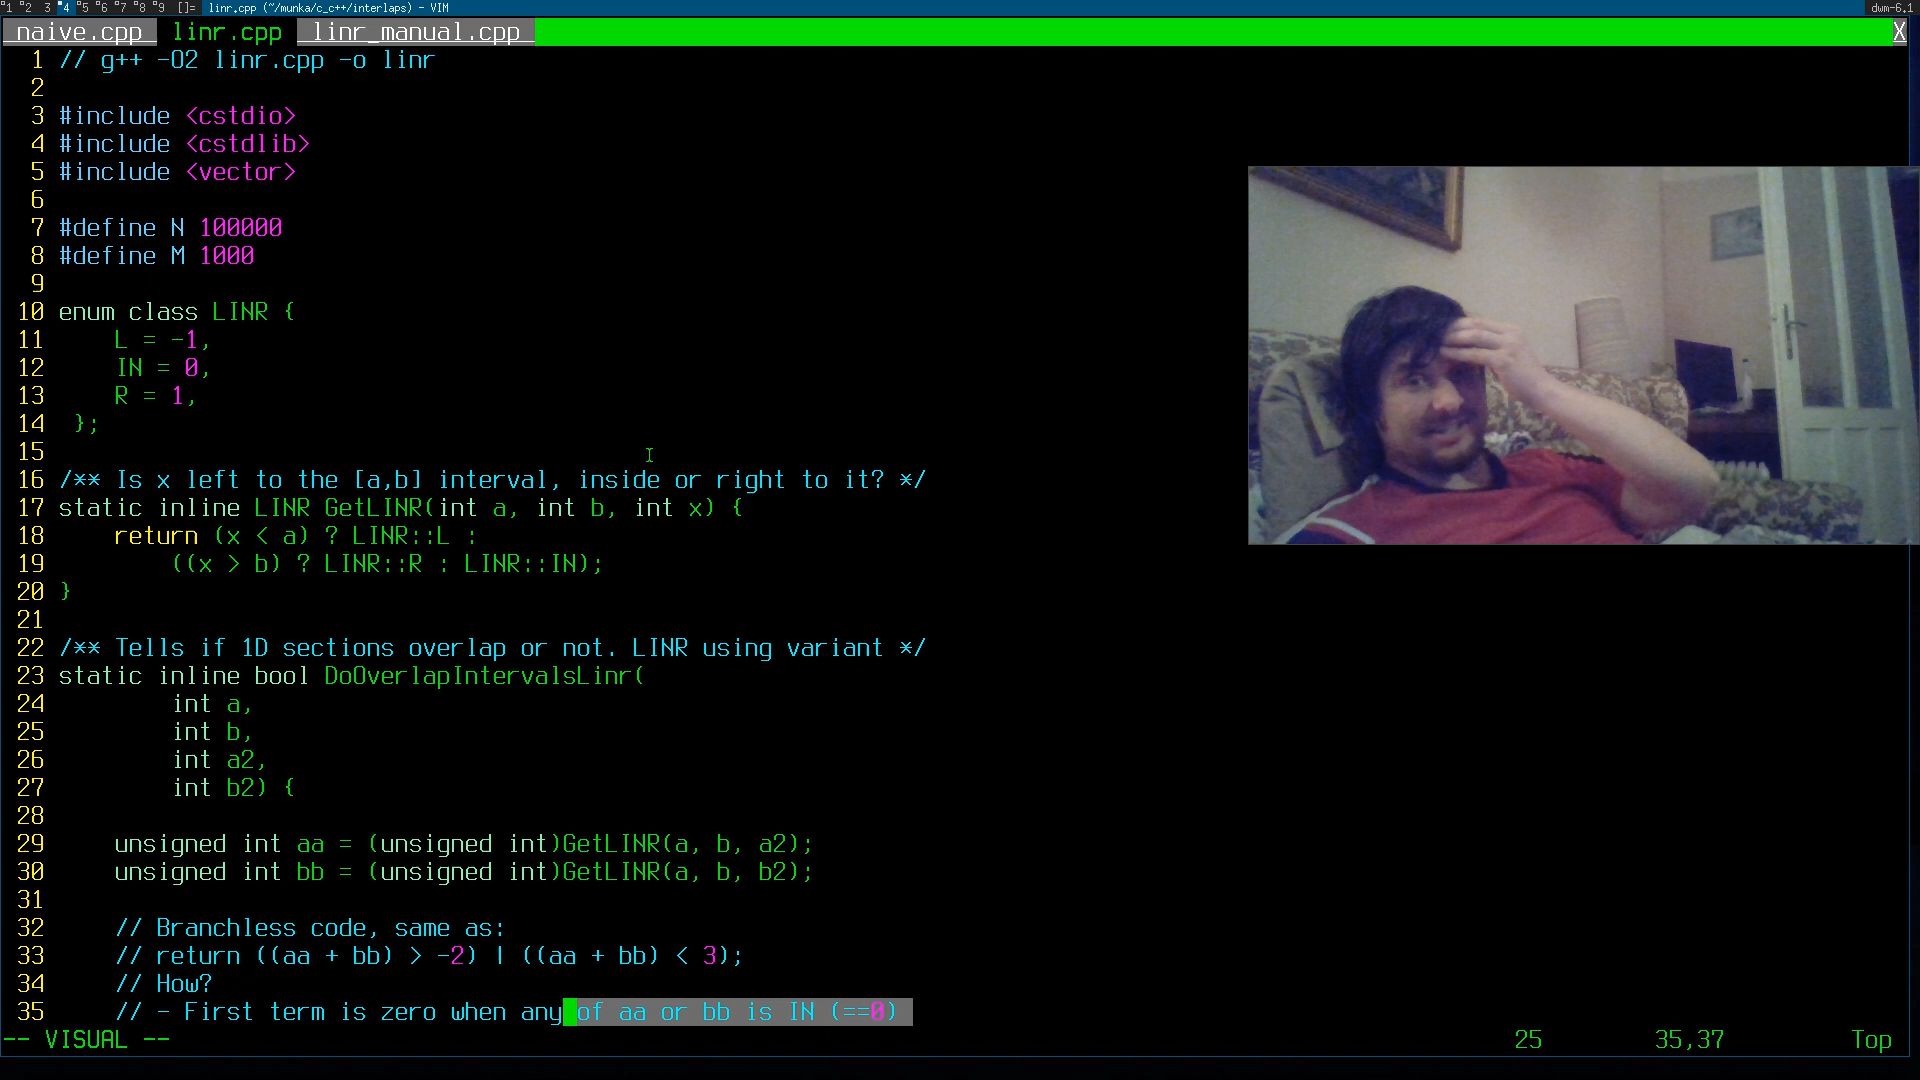 1 2 3 4 5 6 7 8 9 []= linr.cpp (~/munka/c_c++/interlaps) - VIM dwm-6.1
naive.cpp linr.cpp linr_manual.cpp X
1 // g++ -O2 linr.cpp -o linr
2
3 #include <cstdio>
4 #include <cstdlib>
5 #include <vector>
6
7 #define N 100000
8 #define M 1000
9
10 enum class LINR {
11 L = -1,
12 IN = 0,
13 R = 1,
14 };
15
16 /** Is x left to the [a,b] interval, inside or right to it? */
17 static inline LINR GetLINR(int a, int b, int x) {
18 return (x < a) ? LINR::L :
19 ((x > b) ? LINR::R : LINR::IN);
20 }
21
22 /** Tells if 1D sections overlap or not. LINR using variant */
23 static inline bool DoOverlapIntervalsLinr(
24 int a,
25 int b,
26 int a2,
27 int b2) {
28
29 unsigned int aa = (unsigned int)GetLINR(a, b, a2);
30 unsigned int bb = (unsigned int)GetLINR(a, b, b2);
31
32 // Branchless code, same as:
33 // return ((aa + bb) > -2) | ((aa + bb) < 3);
34 // How?
35 // - First term is zero when any of aa or bb is IN (==0)
-- VISUAL -- 25 35,37 Top